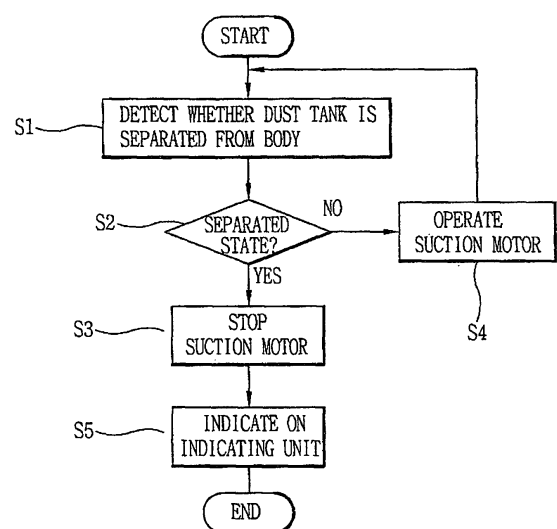 START
S1
DETECT WHETHER DUST TANK IS
SEPARATED FROM BODY
S2
SEPARATED
STATE?
NO
OPERATE
SUCTION MOTOR
S4
YES
S3
STOP
SUCTION MOTOR
S5
INDICATE ON
INDICATING UNIT
END